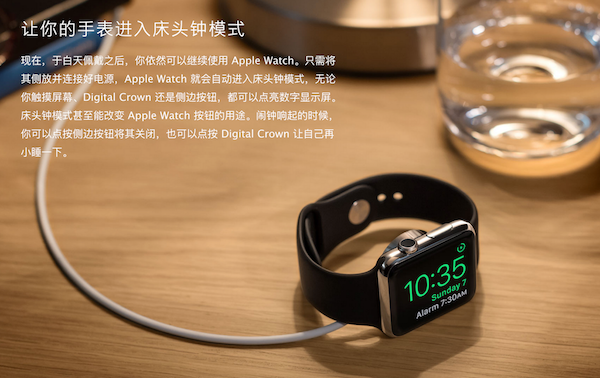 让你的手表进入床头钟模式
现在，于白天佩戴之后，你依然可以继续使用 Apple Watch。只需将
其侧放并连接好电源，Apple Watch 就会自动进入床头钟模式，无论
你触摸屏幕、Digital Crown 还是侧边按钮，都可以点亮数字显示屏。
床头钟模式甚至能改变 Apple Watch 按钮的用途。闹钟响起的时候，
你可以点按侧边按钮将其关闭，也可以点按 Digital Crown 让自己再
小睡一下。
10:35
Sunday 7
Alarm 7:30AM